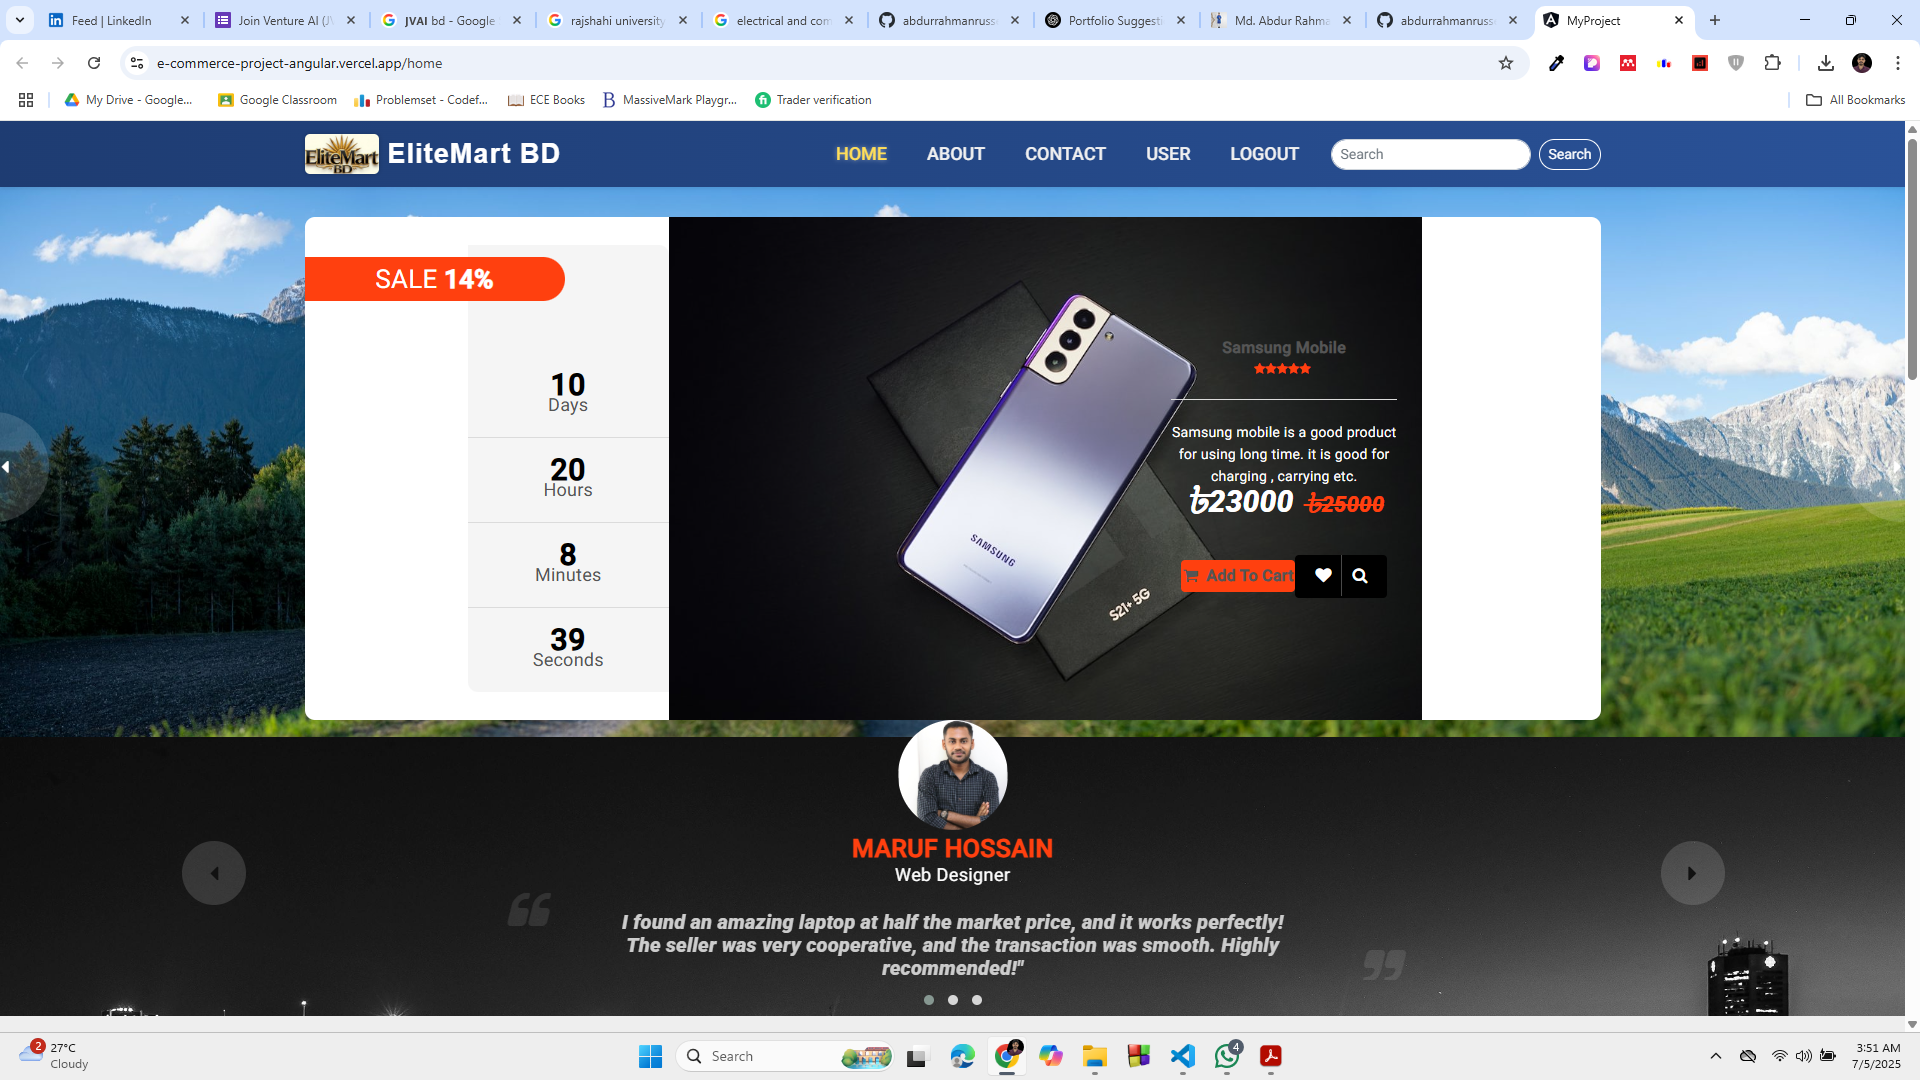 Feed | LinkedIn
Join Venture AI (JV
JVAI bd - Google
rajshahi university
electrical and com
abdurrahmanruss
Portfolio Suggesti
Md. Abdur Rahma
abdurrahmanruss
MyProject
e-commerce-project-angular.vercel.app/home
My Drive - Google...
Google Classroom
Problemset - Codef...
ECE Books
MassiveMark Playgr...
Trader verification
All Bookmarks
EliteMart BD
EliteMart BD
HOME
ABOUT
CONTACT
USER
LOGOUT
Search
Search
SALE 14%
10
Days
20
Hours
8
Minutes
39
Seconds
SAMSUNG
S21+ 5G
Samsung Mobile
Samsung mobile is a good product
for using long time. it is good for
charging , carrying etc.
৳23000 ৳25000
Add To Cart
MARUF HOSSAIN
Web Designer
I found an amazing laptop at half the market price, and it works perfectly!
The seller was very cooperative, and the transaction was smooth. Highly
recommended!"
2
27°C
Cloudy
Search
4
3:51 AM
7/5/2025